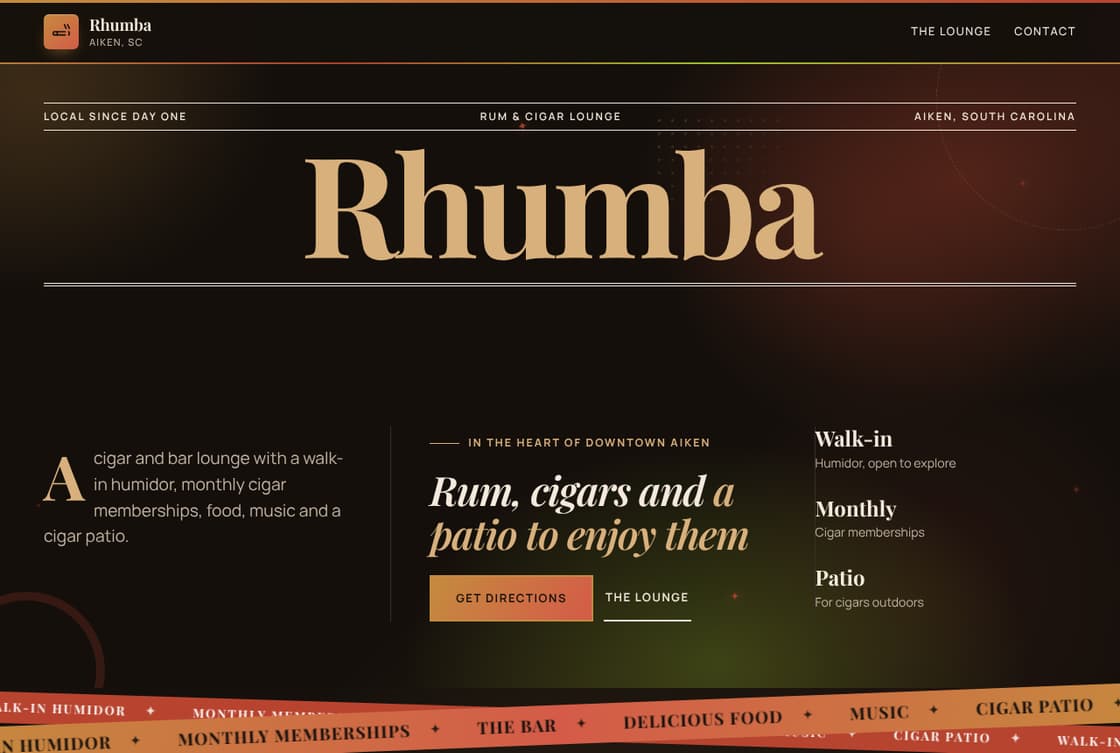 Rhumba
AIKEN, SC
THE LOUNGE
CONTACT
LOCAL SINCE DAY ONE
RUM & CIGAR LOUNGE
AIKEN, SOUTH CAROLINA
Rhumba
A cigar and bar lounge with a walk-
in humidor, monthly cigar
memberships, food, music and a
cigar patio.
IN THE HEART OF DOWNTOWN AIKEN
Rum, cigars and a
patio to enjoy them
GET DIRECTIONS
THE LOUNGE
Walk-in
Humidor, open to explore
Monthly
Cigar memberships
Patio
For cigars outdoors
HUMIDOR ✦ MONTHLY MEMBERSHIPS ✦ THE BAR ✦ DELICIOUS FOOD ✦ MUSIC ✦ CIGAR PATIO ✦
WALK-IN HUMIDOR ✦ MONTHLY
CIGAR PATIO ✦